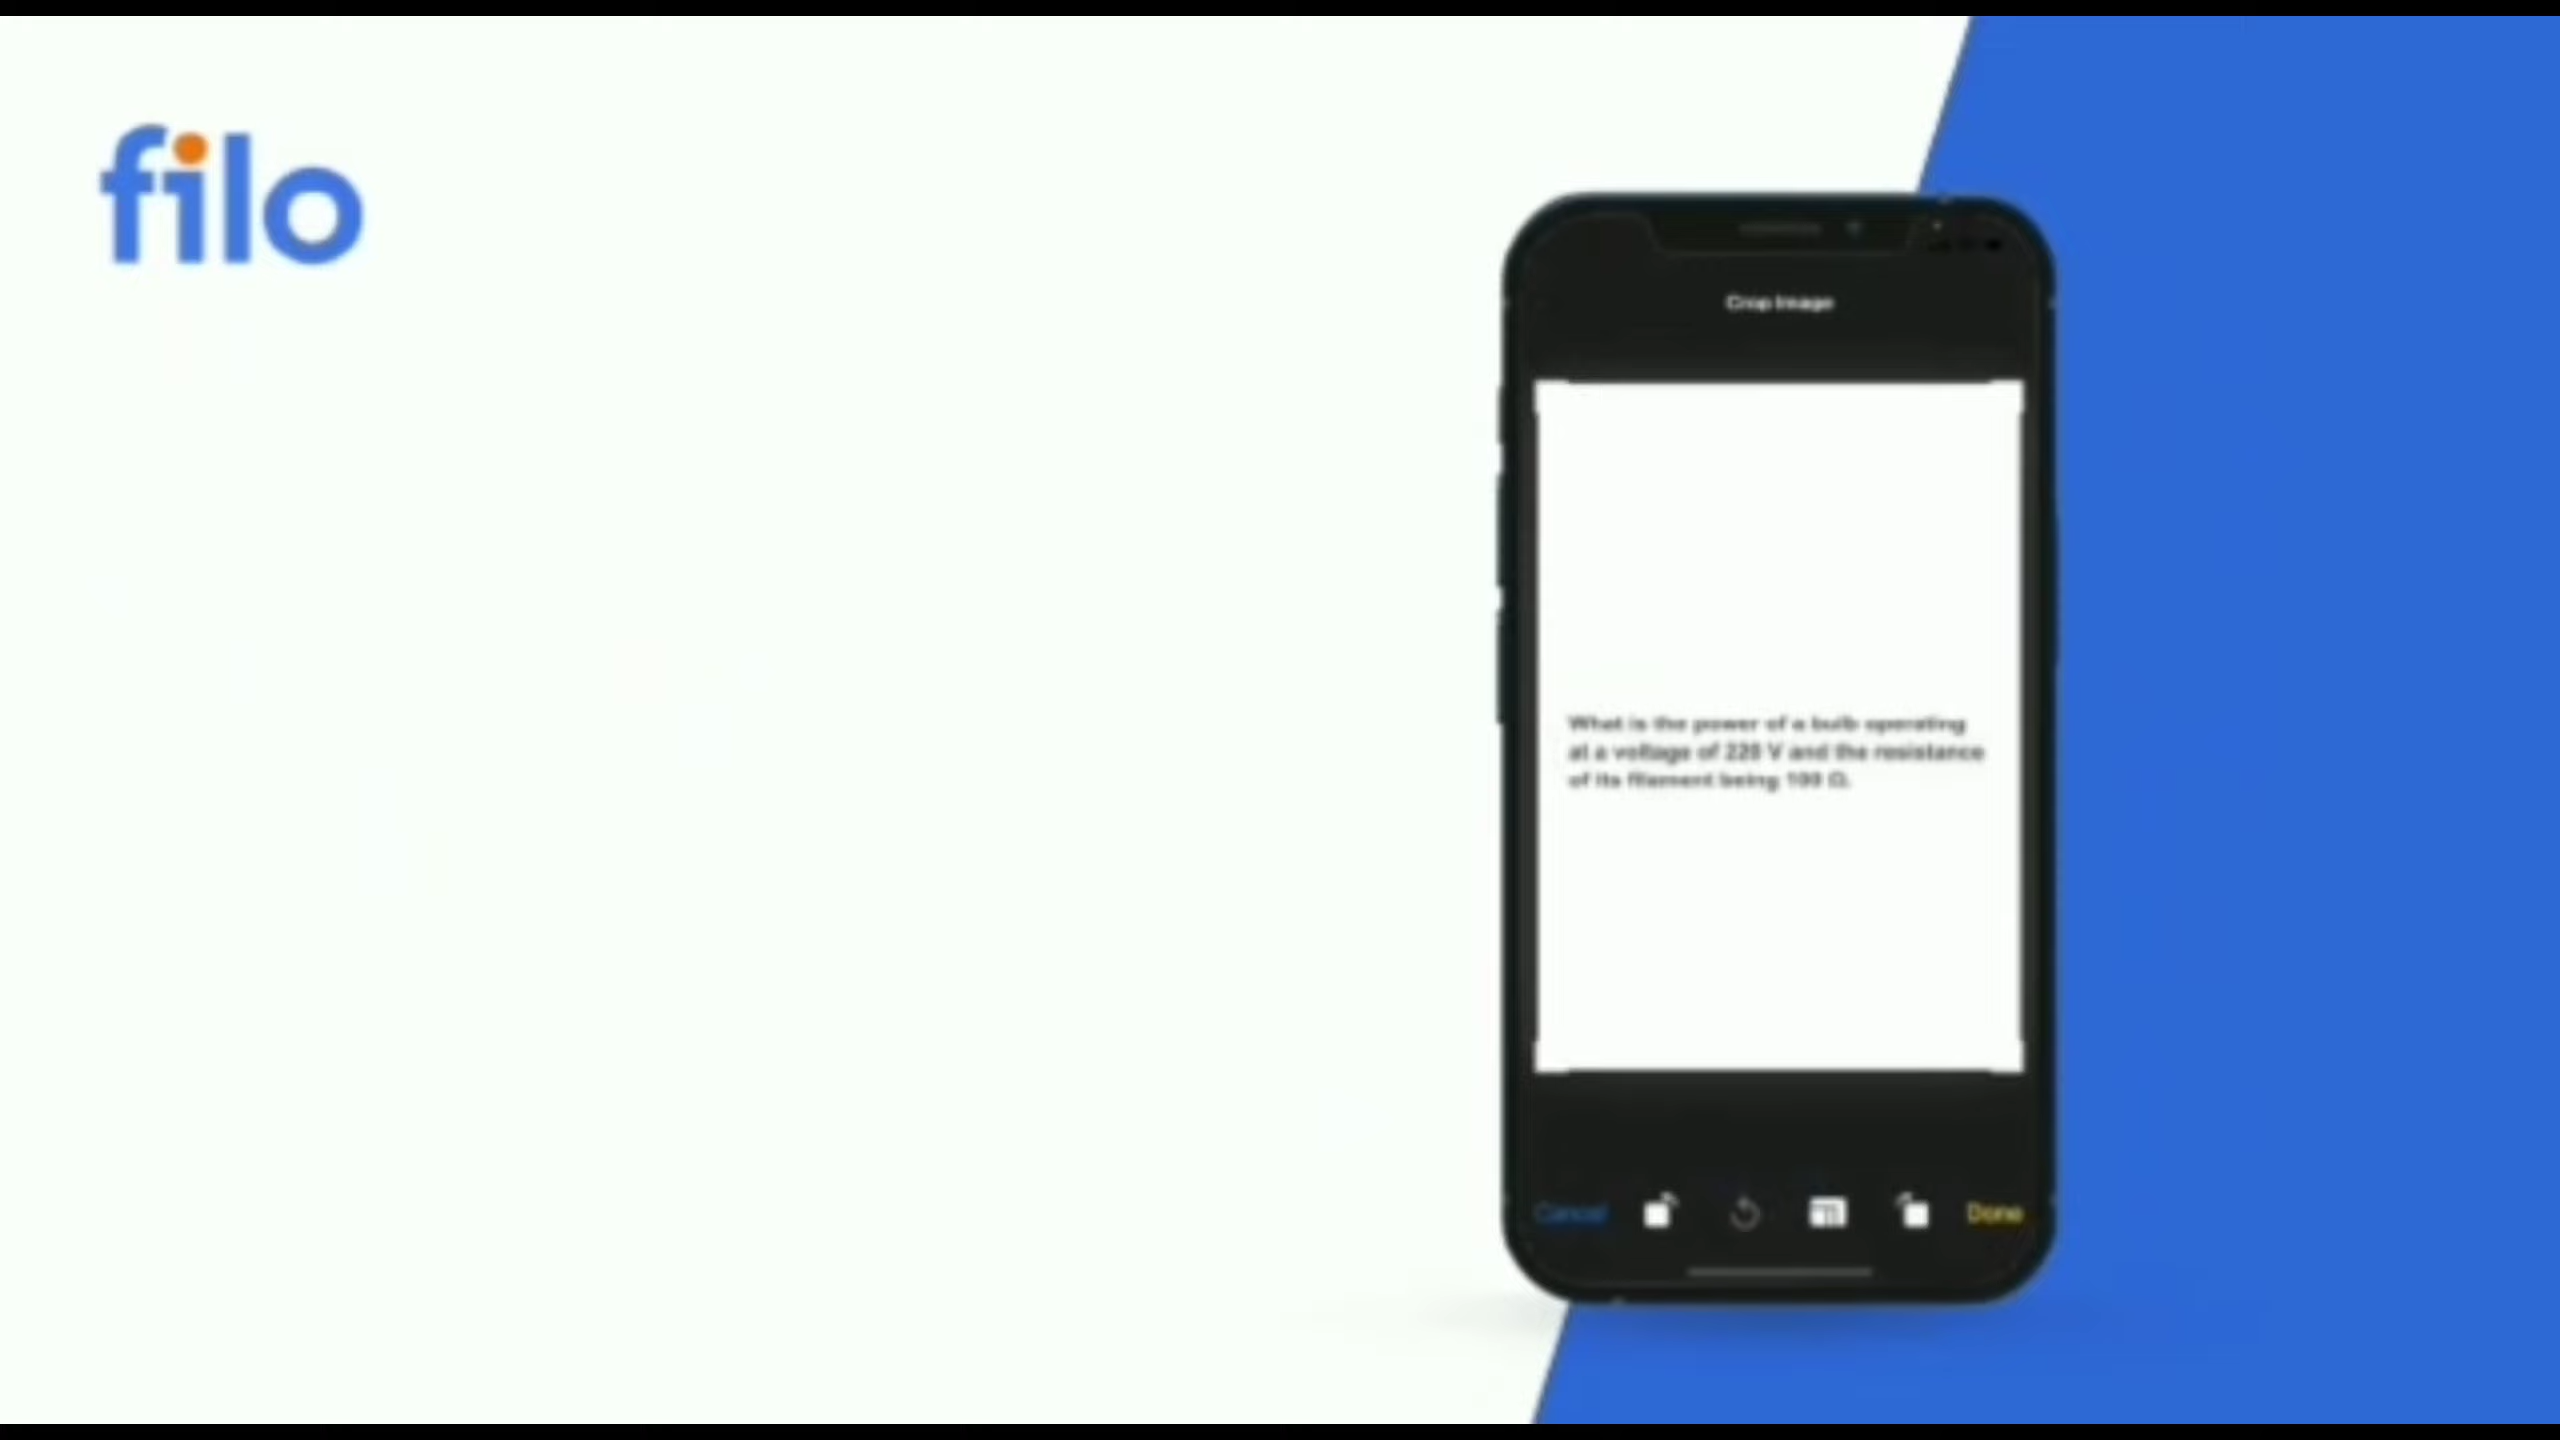 filo
Crop Image
What is the power of a bulb operating
at a voltage of 220 V and the resistance
of its filament being 100 Ω.
Cancel
Done